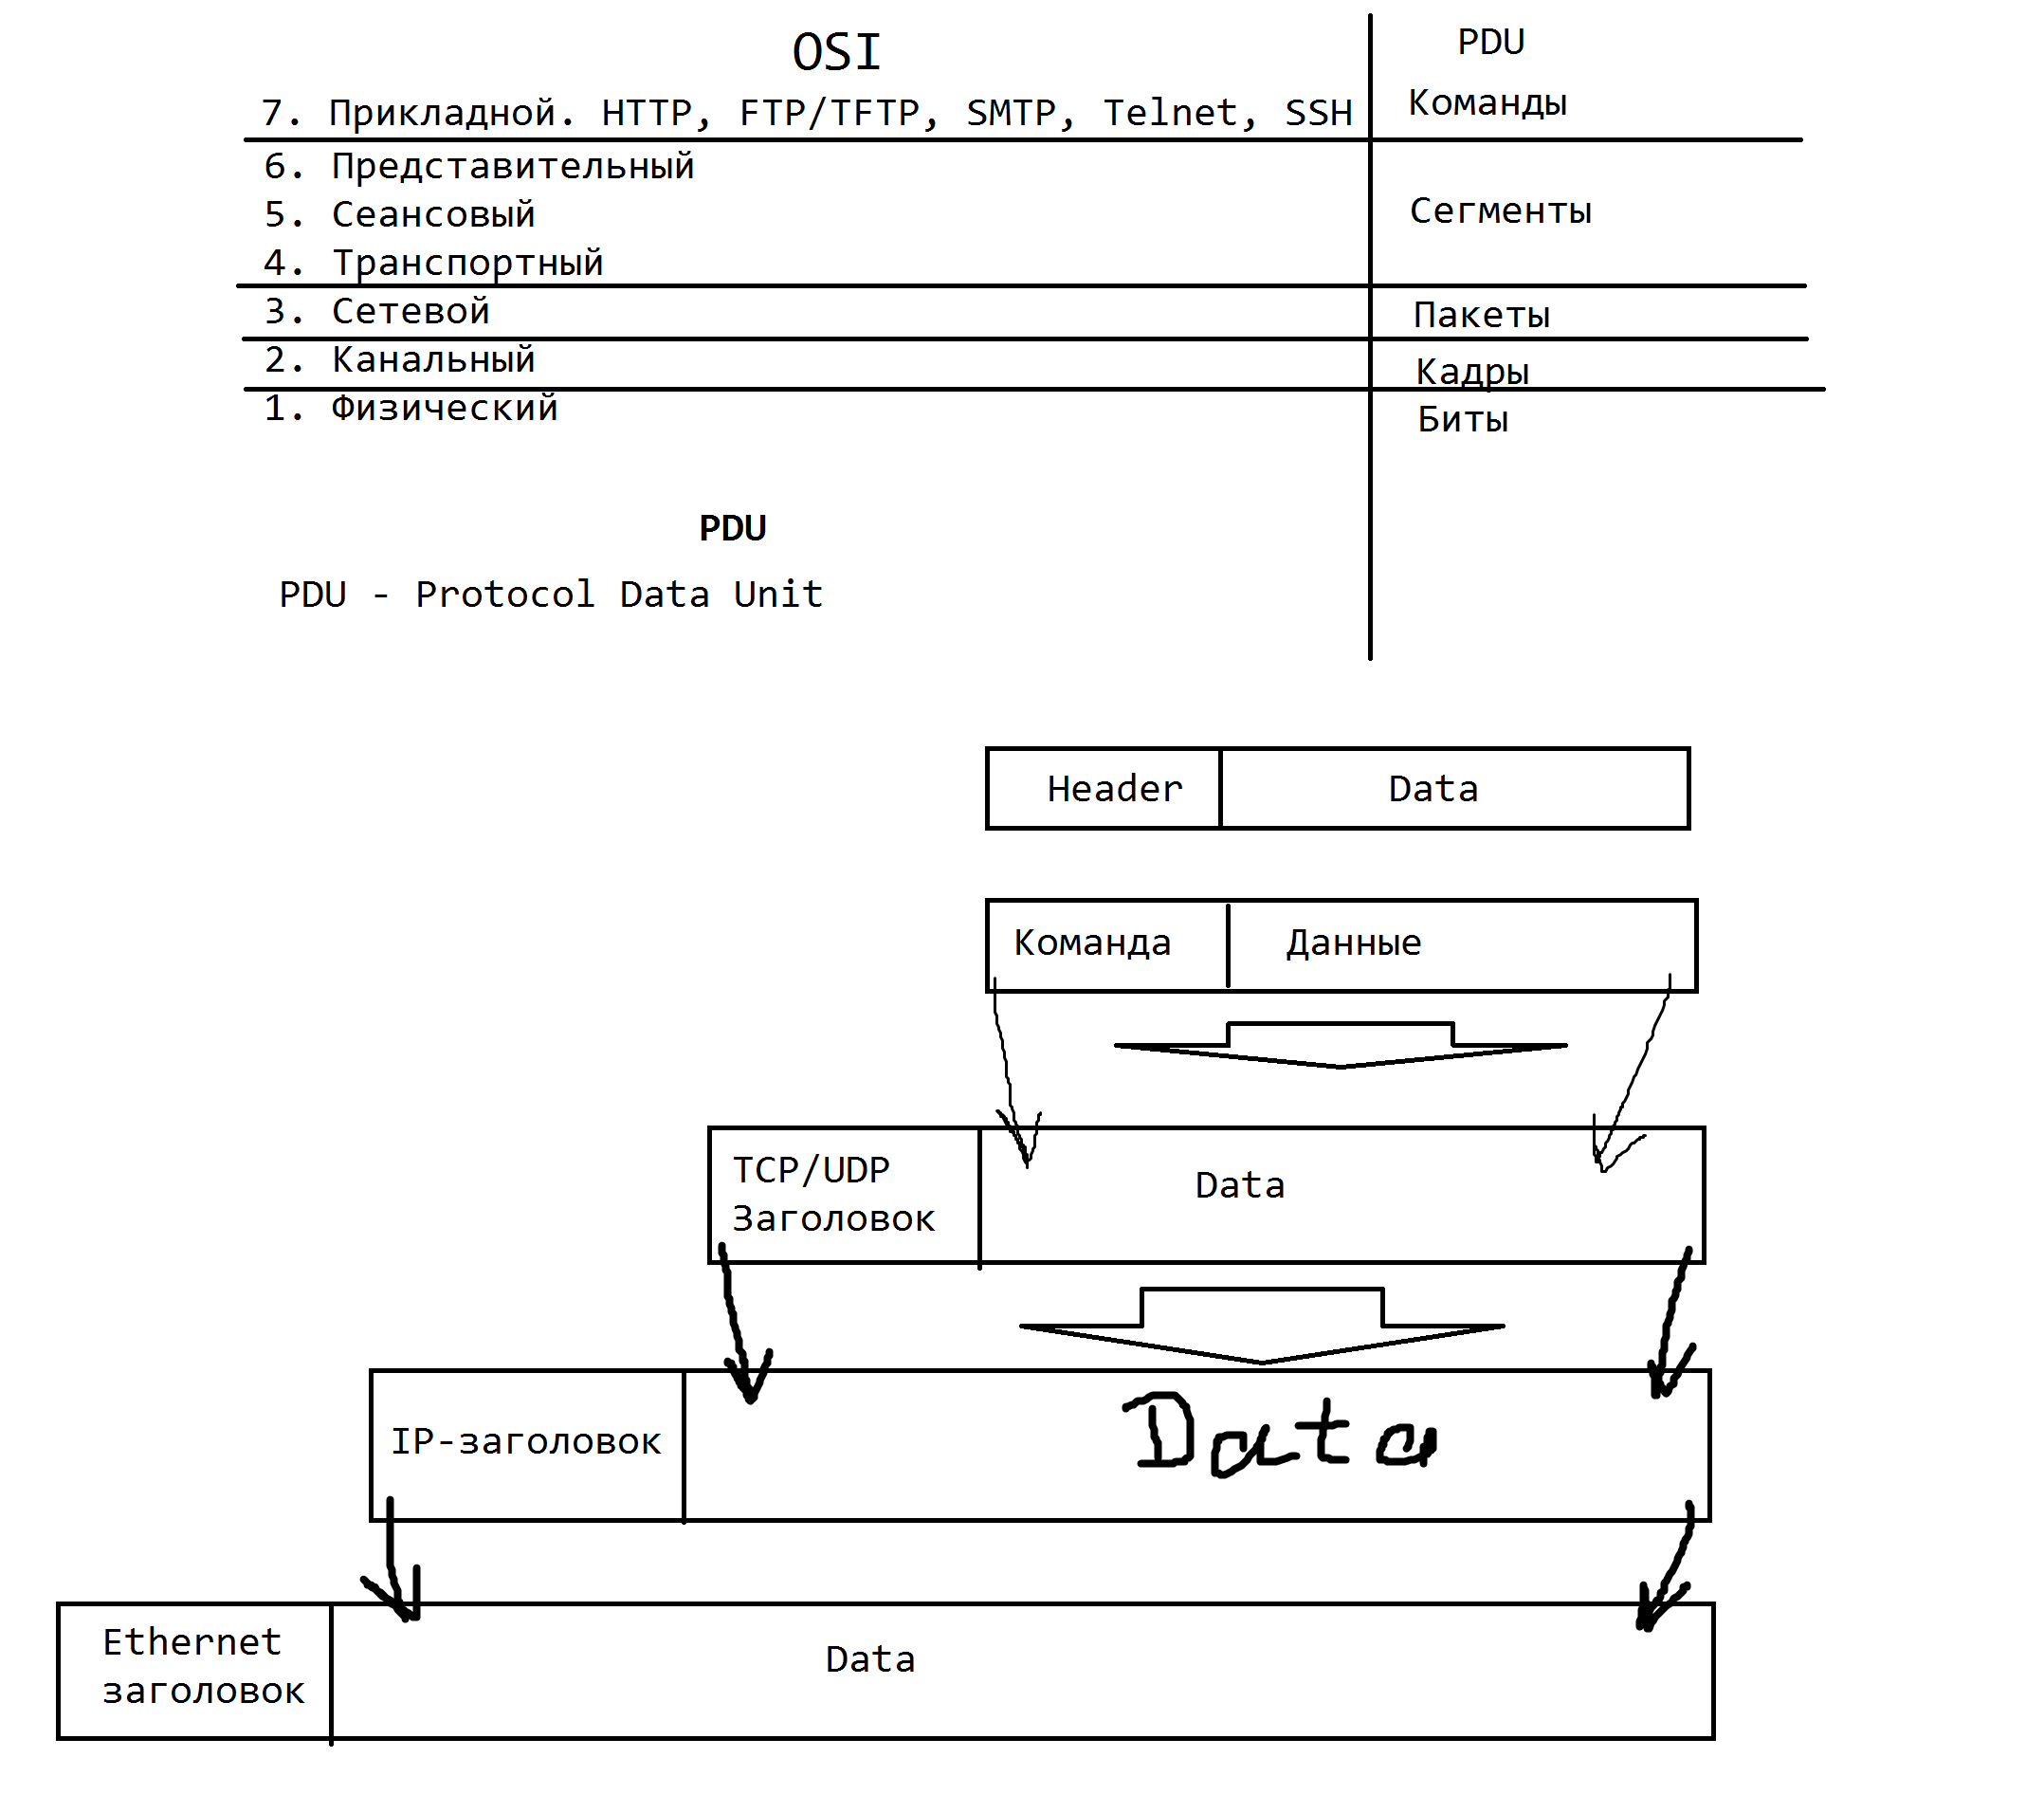 OSI
PDU
7. Прикладной. HTTP, FTP/TFTP, SMTP, Telnet, SSH
Команды
6. Представительный
5. Сеансовый
Сегменты
4. Транспортный
3. Сетевой
Пакеты
2. Канальный
Кадры
1. Физический
Биты
PDU
PDU - Protocol Data Unit
Header
Data
Команда
Данные
TCP/UDP
Заголовок
Data
IP-заголовок
Data
Ethernet
заголовок
Data